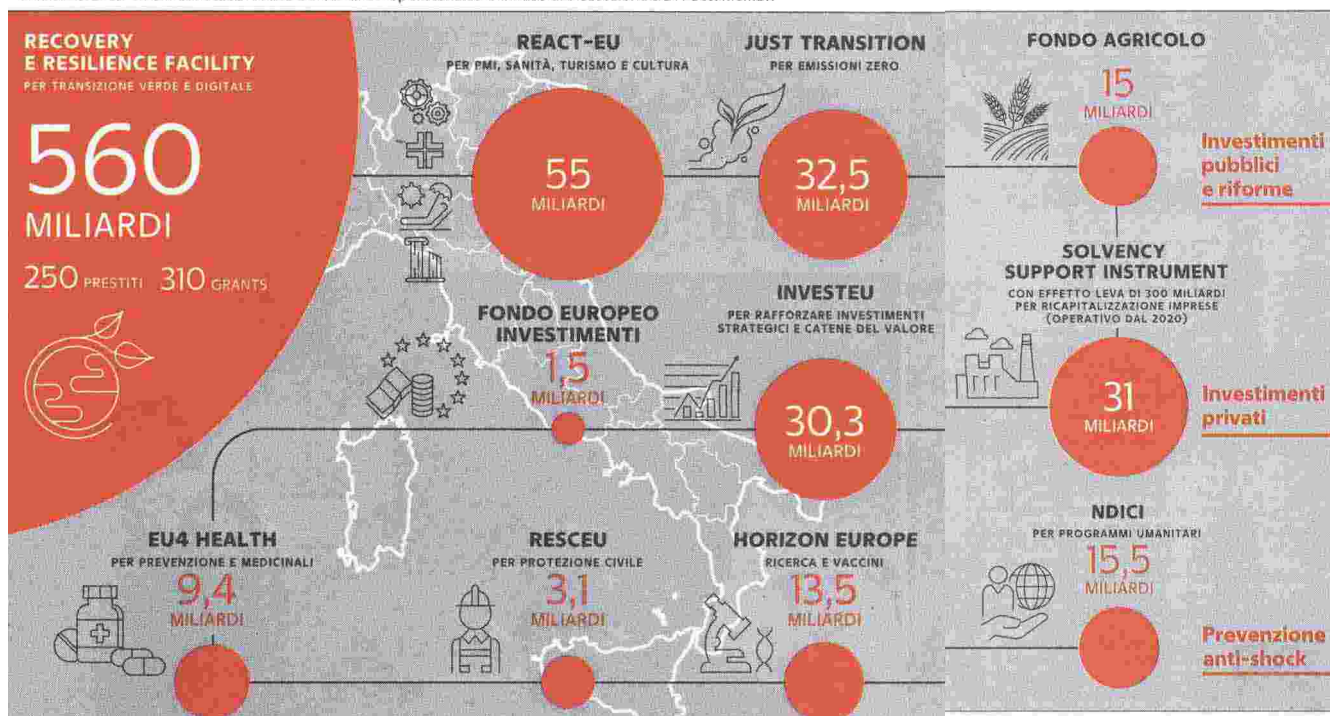 RECOVERY
E RESILIENCE FACILITY
PER TRANSIZIONE VERDE E DIGITALE
560
MILIARDI
250 PRESTITI 310 GRANTS
REACT-EU
PER PMI, SANITÀ, TURISMO E CULTURA
55
MILIARDI
JUST TRANSITION
PER EMISSIONI ZERO
32,5
MILIARDI
FONDO AGRICOLO
15
MILIARDI
Investimenti
pubblici
e riforme
FONDO EUROPEO
INVESTIMENTI
1,5
MILIARDI
INVESTEU
PER RAFFORZARE INVESTIMENTI
STRATEGICI E CATENE DEL VALORE
30,3
MILIARDI
SOLVENCY
SUPPORT INSTRUMENT
CON EFFETTO LEVA DI 300 MILIARDI
PER RICAPITALIZZAZIONE IMPRESE
(OPERATIVO DAL 2020)
31
MILIARDI
Investimenti
privati
EU4 HEALTH
PER PREVENZIONE E MEDICINALI
9,4
MILIARDI
RESCEU
PER PROTEZIONE CIVILE
3,1
MILIARDI
HORIZON EUROPE
RICERCA E VACCINI
13,5
MILIARDI
NDICI
PER PROGRAMMI UMANITARI
15,5
MILIARDI
Prevenzione
anti-shock